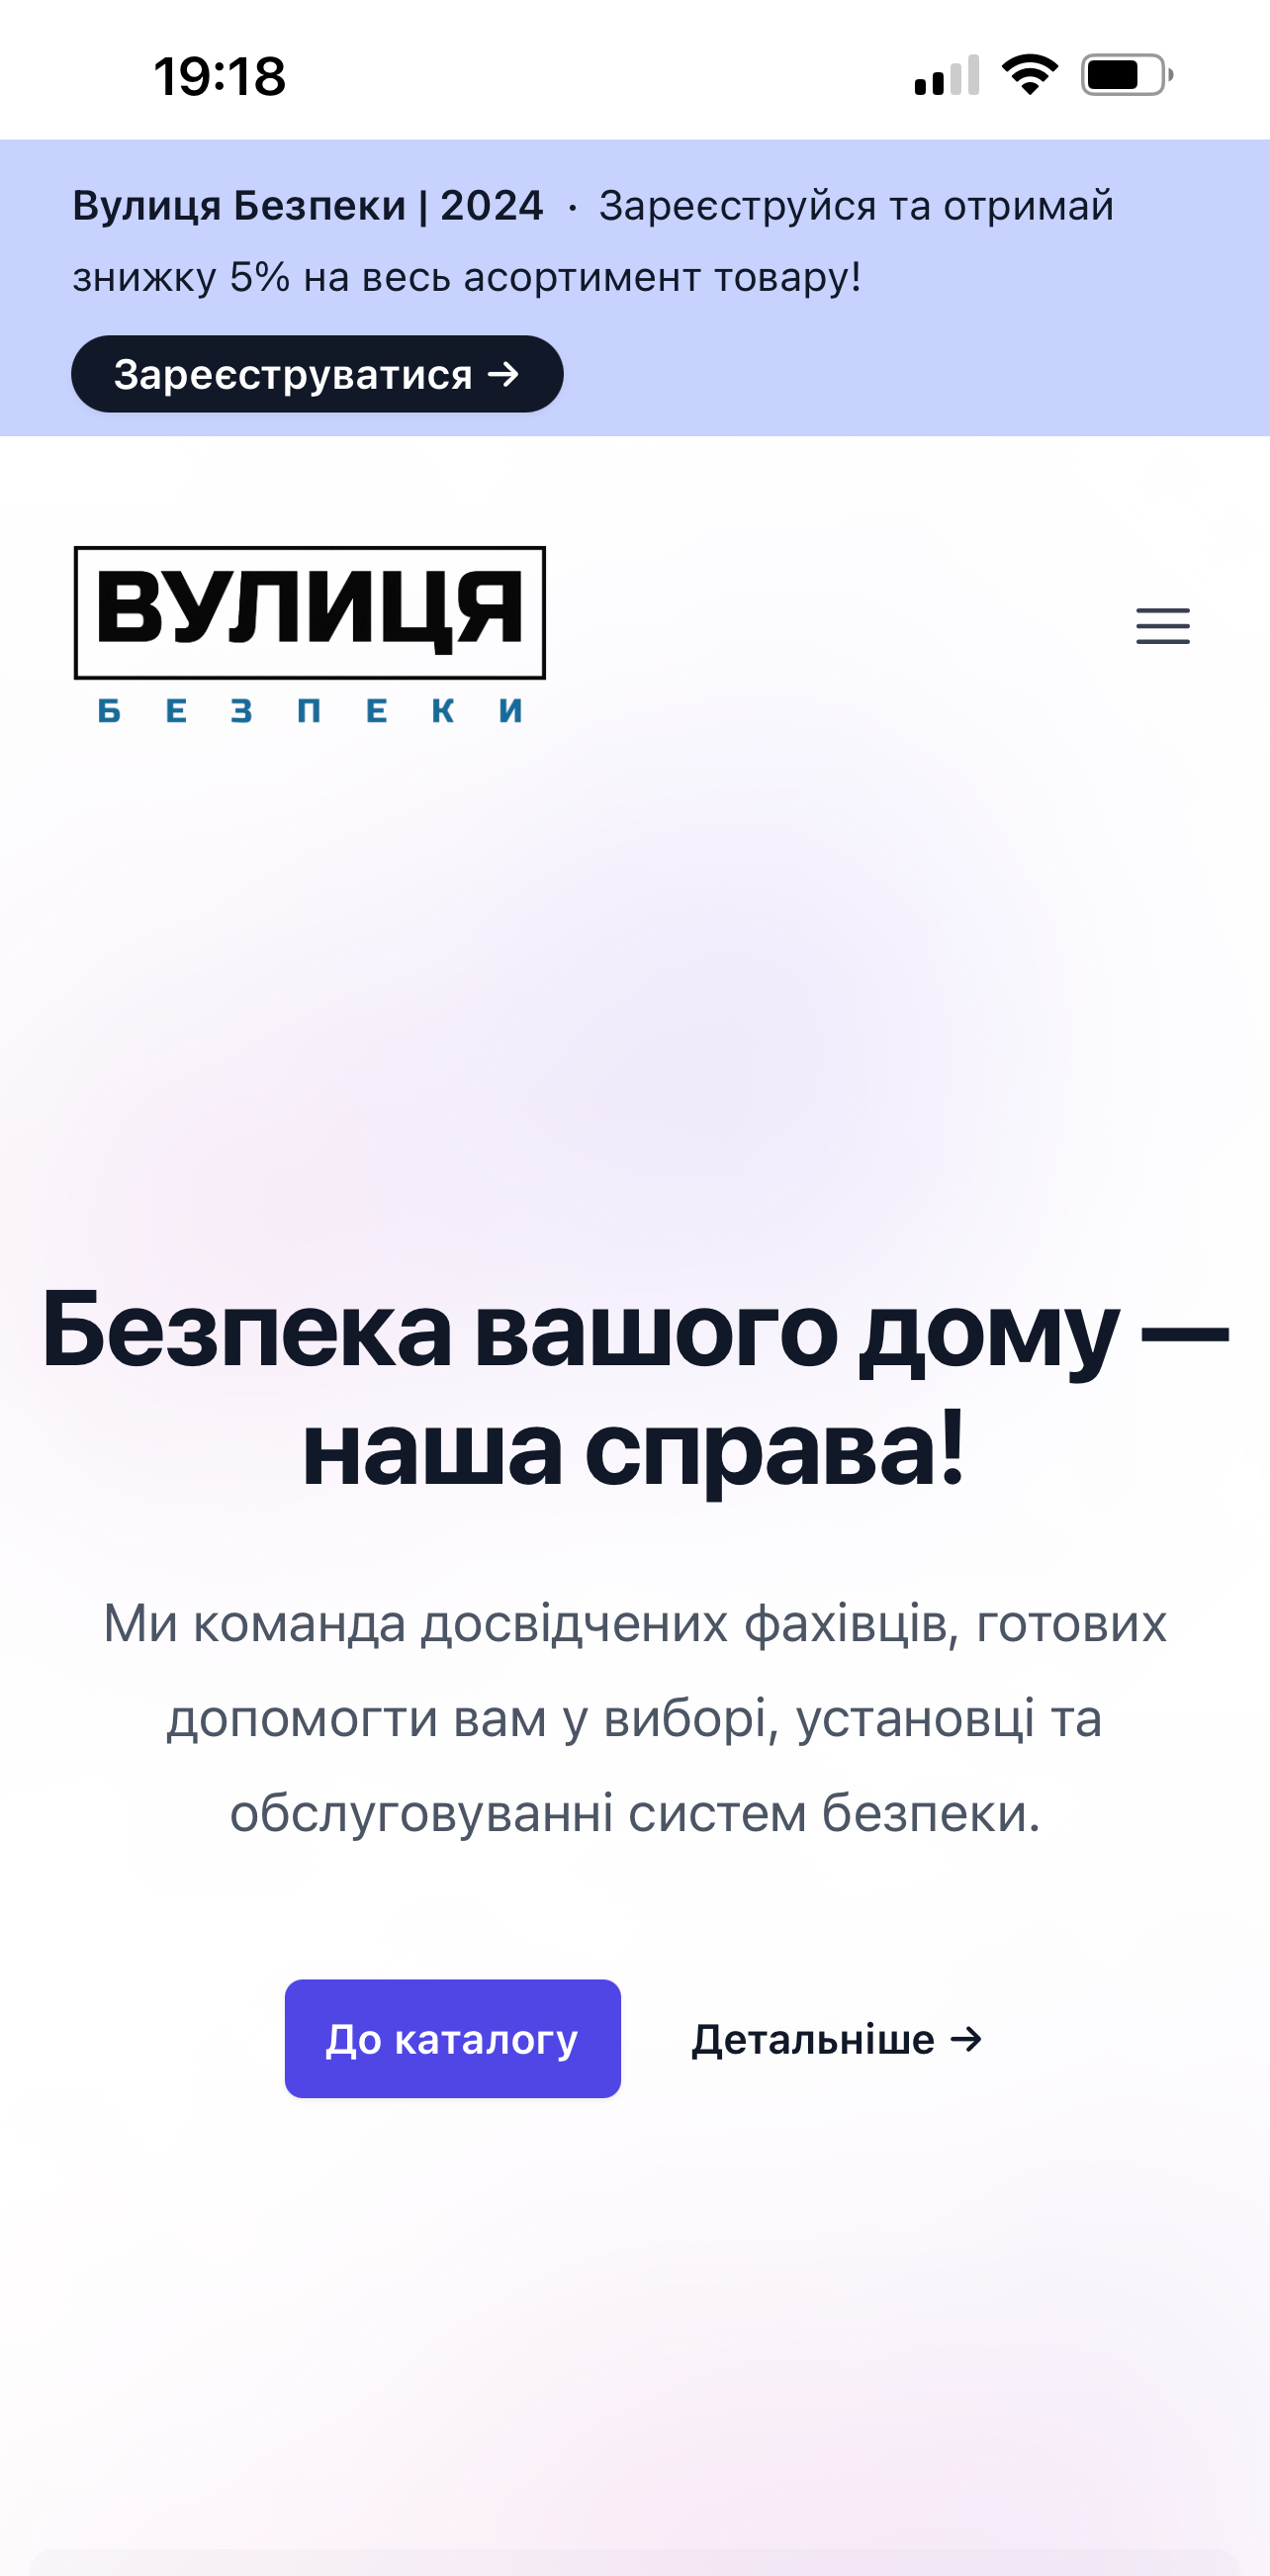 19:18
Вулиця Безпеки | 2024 · Зареєструйся та отримай
знижку 5% на весь асортимент товару!
Зареєструватися →
ВУЛИЦЯ
БЕЗПЕКИ
Безпека вашого дому —
наша справа!
Ми команда досвідчених фахівців, готових
допомогти вам у виборі, установці та
обслуговуванні систем безпеки.
До каталогу
Детальніше →